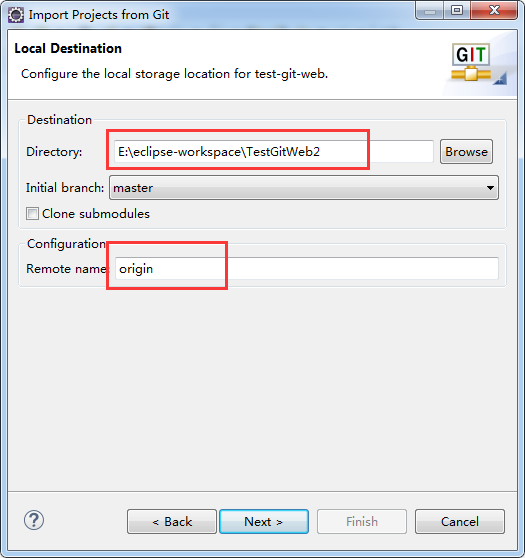 Import Projects from Git
Local Destination
Configure the local storage location for test-git-web.
GIT
Destination
Directory: E:\eclipse-workspace\TestGitWeb2 Browse
Initial branch: master
Clone submodules
Configuration
Remote name: origin
? < Back Next > Finish Cancel